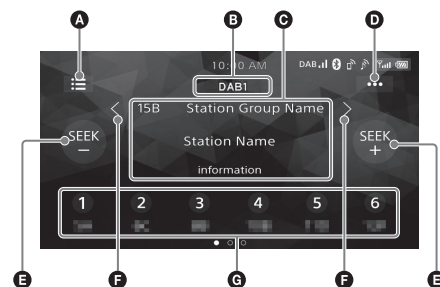 A B C D
10:00 AM DAB
DAB1
15B Station Group Name
SEEK − SEEK +
Station Name
information
1 2 3 4 5 6
E F G F E